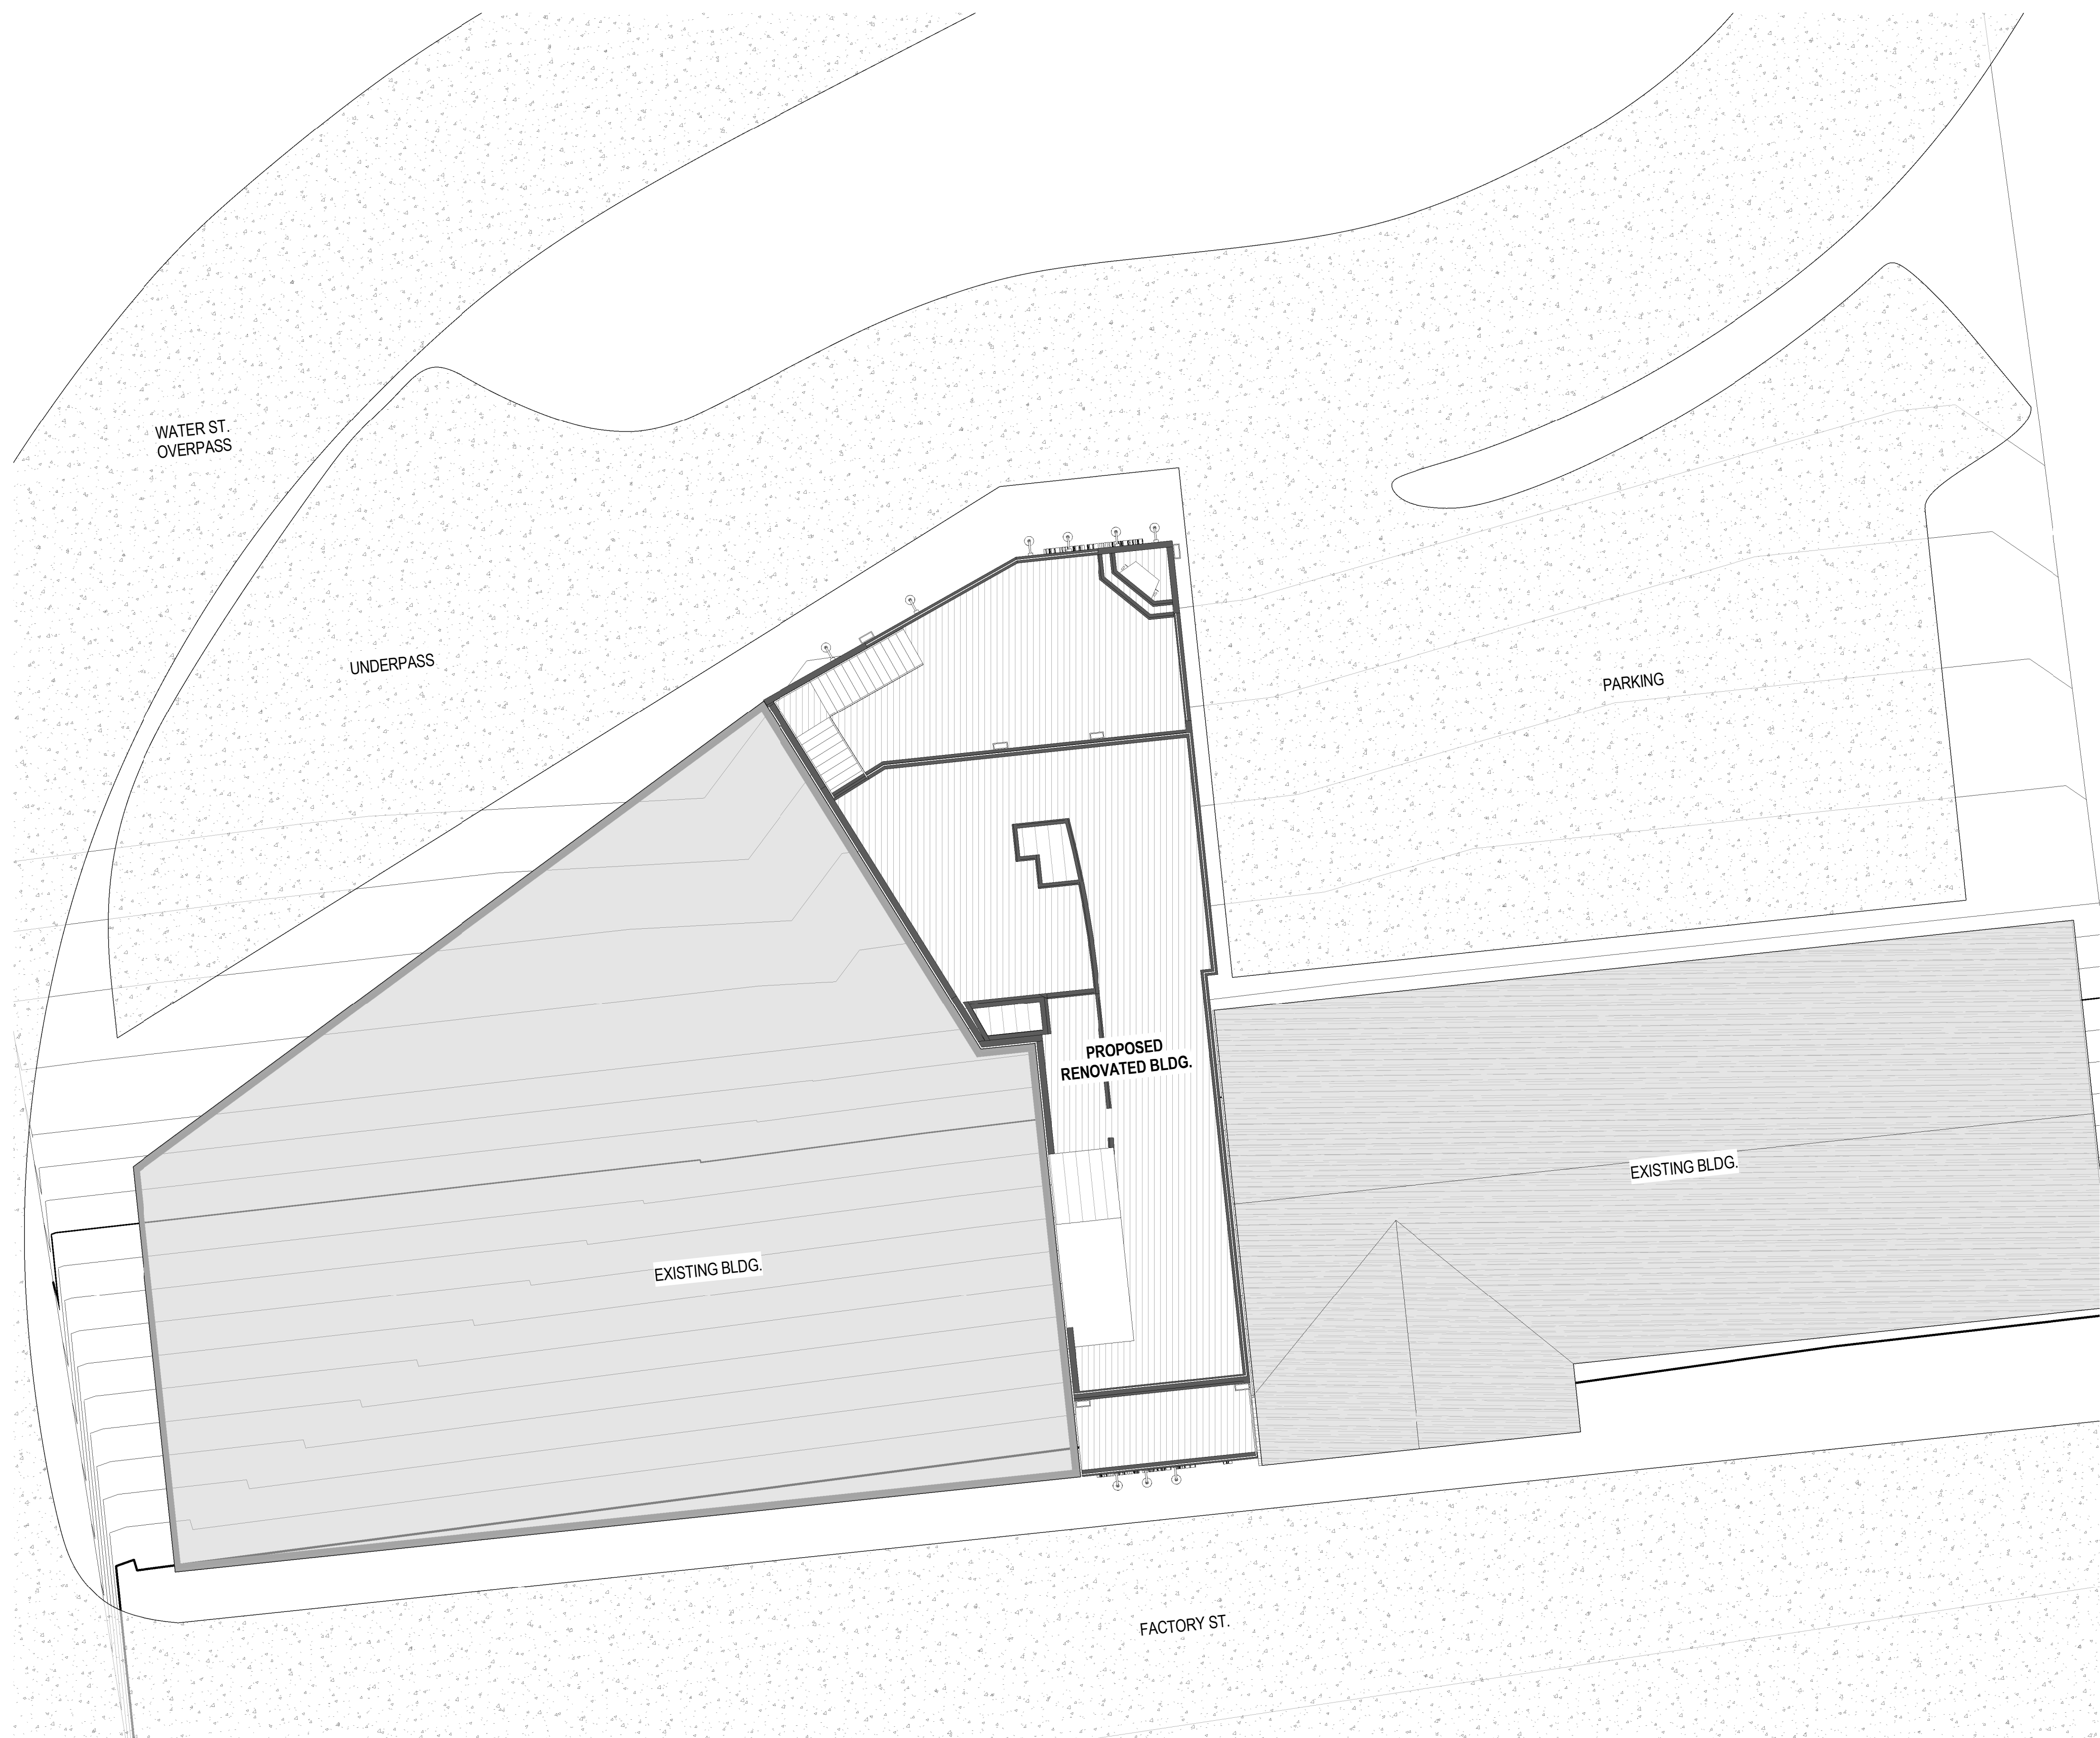 WATER ST.
OVERPASS
UNDERPASS
PARKING
PROPOSED
RENOVATED BLDG.
EXISTING BLDG.
EXISTING BLDG.
FACTORY ST.